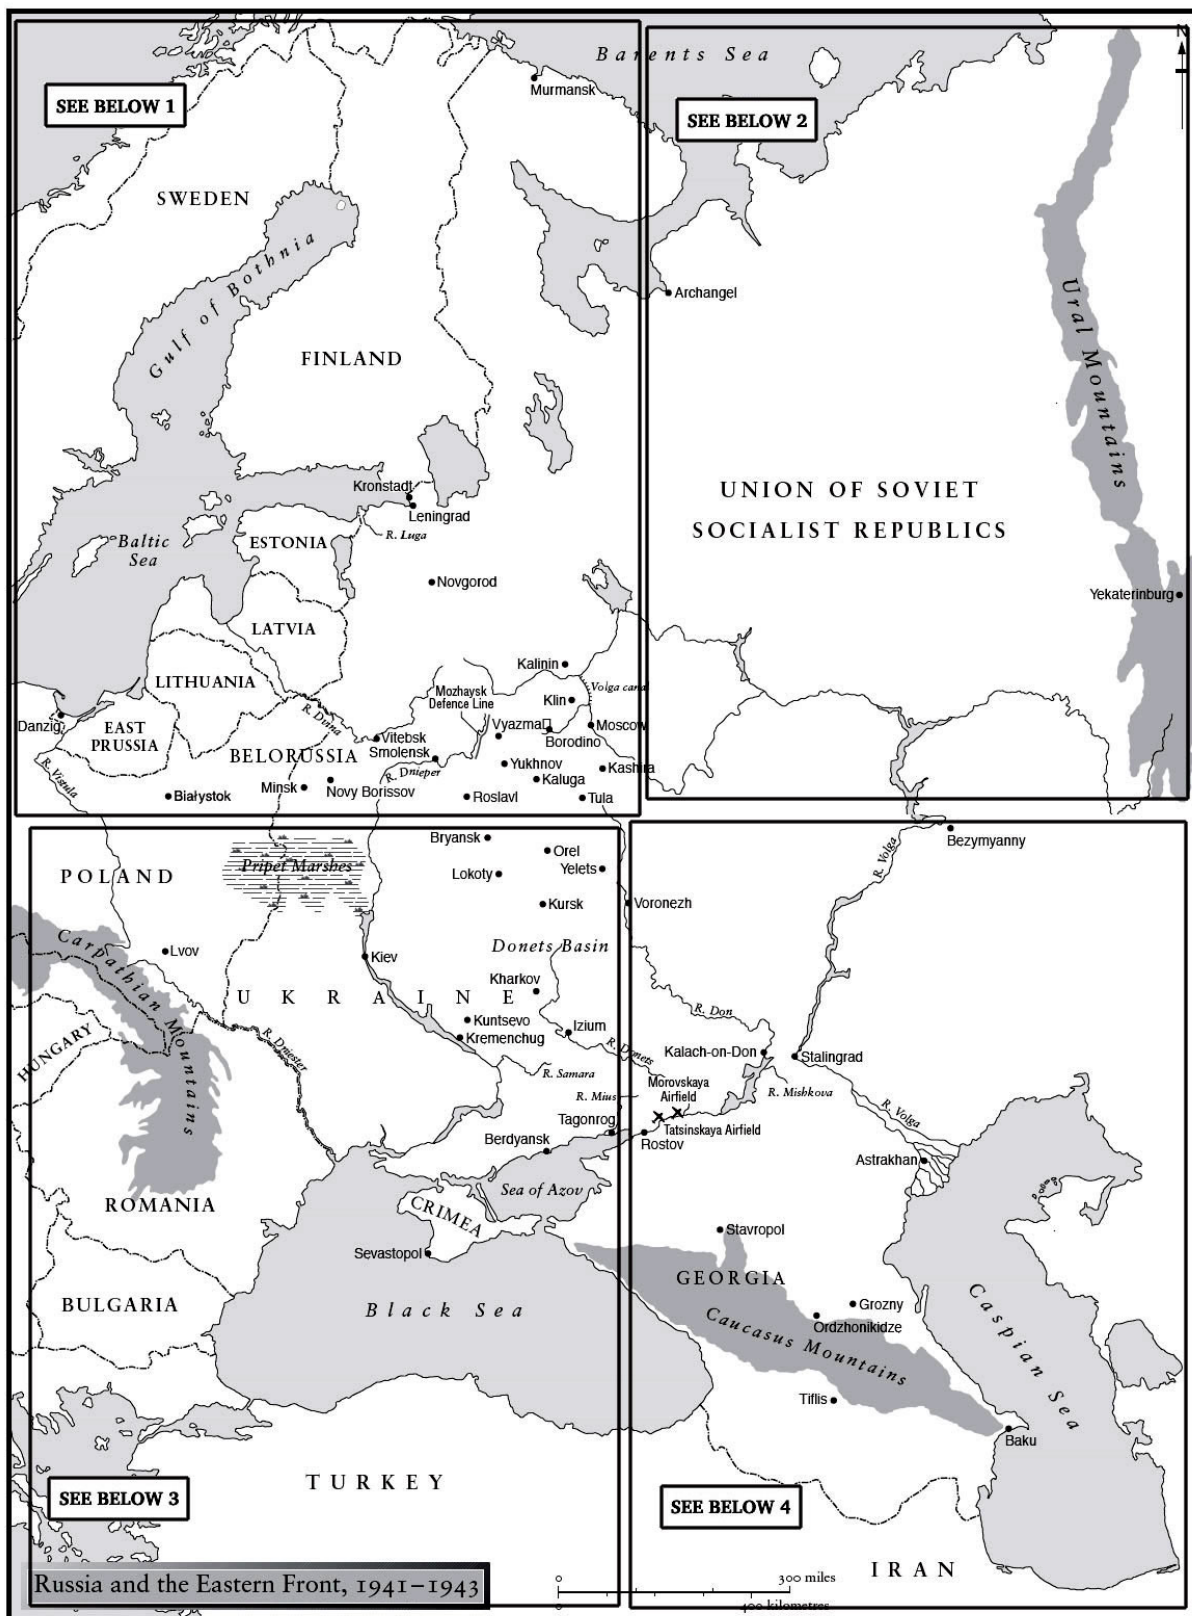 Barents Sea
N
Murmansk
SEE BELOW 1
SEE BELOW 2
SWEDEN
Gulf of Bothnia
Archangel
Ural Mountains
FINLAND
Kronstadt
Leningrad
R. Luga
UNION OF SOVIET
SOCIALIST REPUBLICS
Baltic
Sea
ESTONIA
Novgorod
Yekaterinburg
LATVIA
Kalinin
LITHUANIA
Mozhaysk
Defence Line
Klin
Volga canal
Danzig
EAST
PRUSSIA
R. Dvina
Vyazma
Moscow
Borodino
Vitebsk
Smolensk
BELORUSSIA
R. Vistula
R. Dnieper
Yukhnov
Kashira
Kaluga
Minsk
Novy Borissov
Białystok
Roslavl
Tula
Bryansk
Orel
Bezymyanny
R. Volga
Pripet Marshes
Lokoty
Yelets
POLAND
Kursk
Voronezh
Carpathian Mountains
Lvov
Kiev
Donets Basin
Kharkov
UKRAINE
R. Don
Kuntsevo
Izium
HUNGARY
R. Dniester
Kremenchug
R. Donets
Kalach-on-Don
Stalingrad
R. Samara
Morovskaya
Airfield
R. Mishkova
R. Mius
R. Volga
Tagonrog
Tatsinskaya Airfield
Berdyansk
Rostov
Astrakhan
Sea of Azov
ROMANIA
CRIMEA
Stavropol
Sevastopol
GEORGIA
BULGARIA
Black Sea
Grozny
Ordzhonikidze
Caucasus Mountains
Caspian Sea
Tiflis
Baku
TURKEY
SEE BELOW 3
SEE BELOW 4
IRAN
Russia and the Eastern Front, 1941–1943
0 300 miles
0 400 kilometres